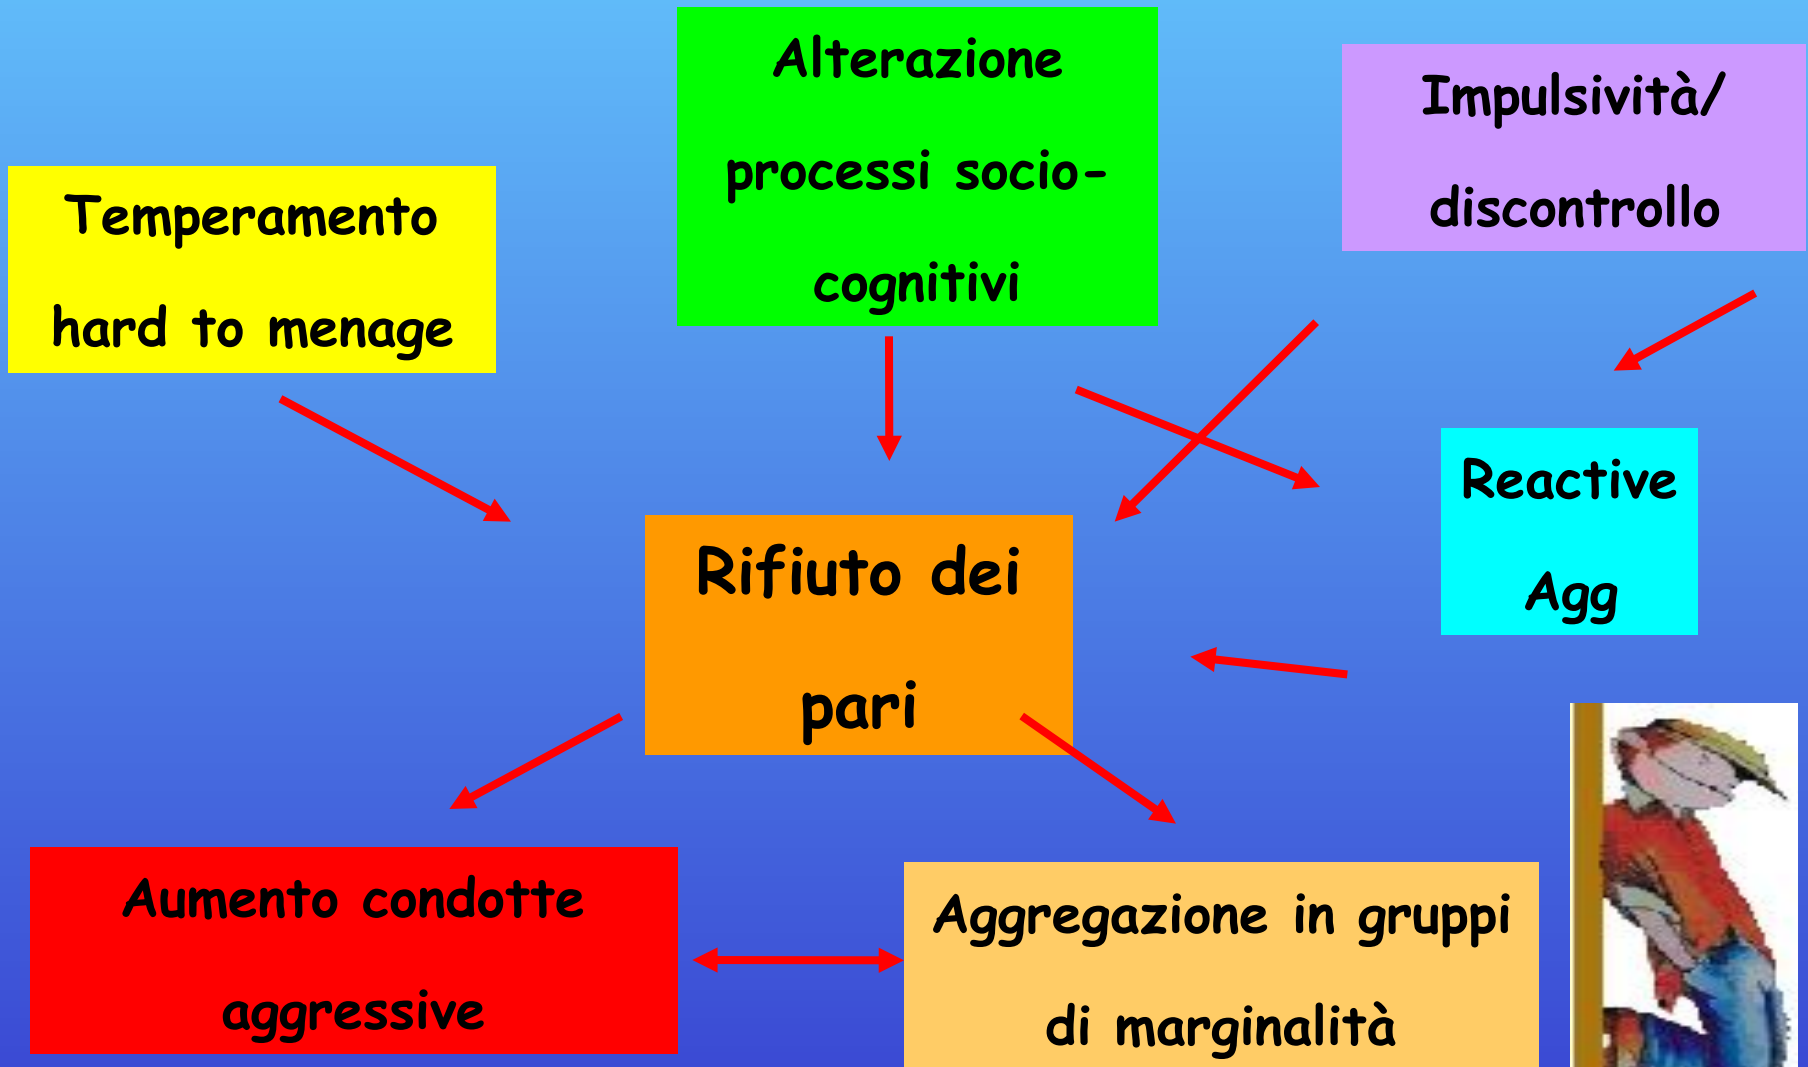 Alterazione
processi socio-
cognitivi
Impulsività/
discontrollo
Temperamento
hard to menage
Reactive
Agg
Rifiuto dei
pari
Aumento condotte
aggressive
Aggregazione in gruppi
di marginalità